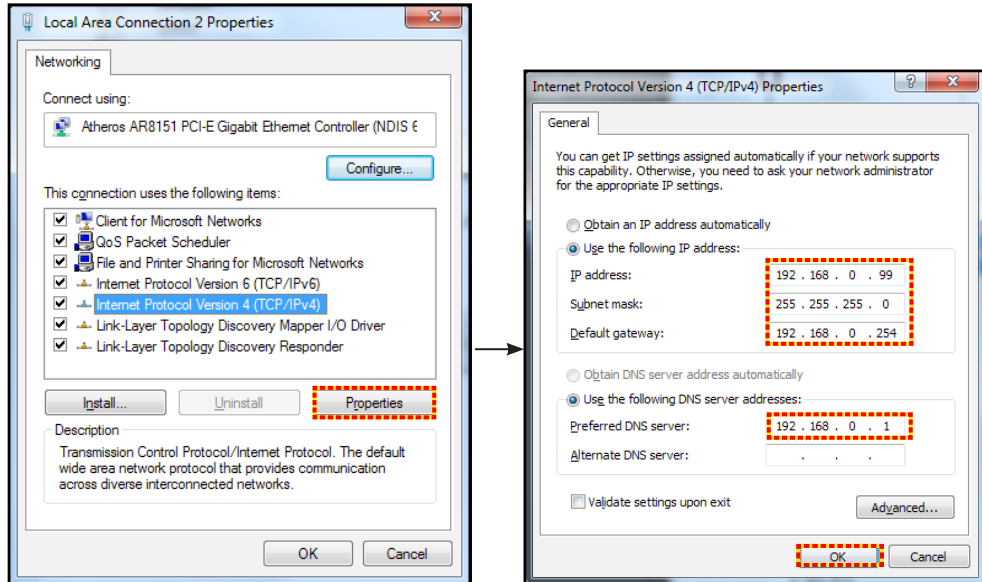 Local Area Connection 2 Properties
Networking
Connect using:
Atheros AR8151 PCI-E Gigabit Ethernet Controller (NDIS 6
Configure...
This connection uses the following items:
Client for Microsoft Networks
QoS Packet Scheduler
File and Printer Sharing for Microsoft Networks
Internet Protocol Version 6 (TCP/IPv6)
Internet Protocol Version 4 (TCP/IPv4)
Link-Layer Topology Discovery Mapper I/O Driver
Link-Layer Topology Discovery Responder
Install...
Uninstall
Properties
Description
Transmission Control Protocol/Internet Protocol. The default
wide area network protocol that provides communication
across diverse interconnected networks.
OK
Cancel
Internet Protocol Version 4 (TCP/IPv4) Properties
General
You can get IP settings assigned automatically if your network supports
this capability. Otherwise, you need to ask your network administrator
for the appropriate IP settings.
Obtain an IP address automatically
Use the following IP address:
IP address: 192 . 168 . 0 . 99
Subnet mask: 255 . 255 . 255 . 0
Default gateway: 192 . 168 . 0 . 254
Obtain DNS server address automatically
Use the following DNS server addresses:
Preferred DNS server: 192 . 168 . 0 . 1
Alternate DNS server: . . .
Validate settings upon exit
Advanced...
OK
Cancel